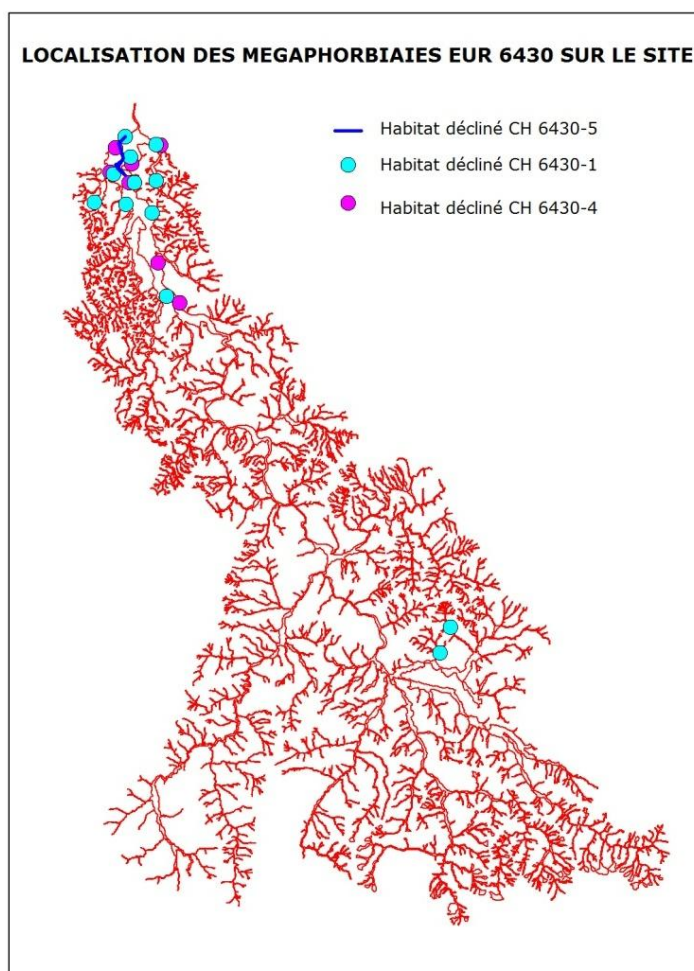 LOCALISATION DES MEGAPHORBIAIES EUR 6430 SUR LE SITE
Habitat décliné CH 6430-5
Habitat décliné CH 6430-1
Habitat décliné CH 6430-4